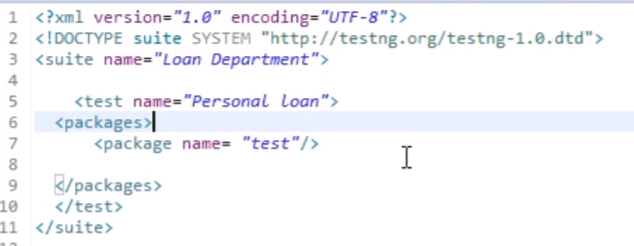 1 <?xml version="1.0" encoding="UTF-8"?>
2 <!DOCTYPE suite SYSTEM "http://testng.org/testng-1.0.dtd">
3 <suite name="Loan Department">
4
5 <test name="Personal loan">
6 <packages>
7 <package name= "test"/>
8
9 </packages>
10 </test>
11 </suite>